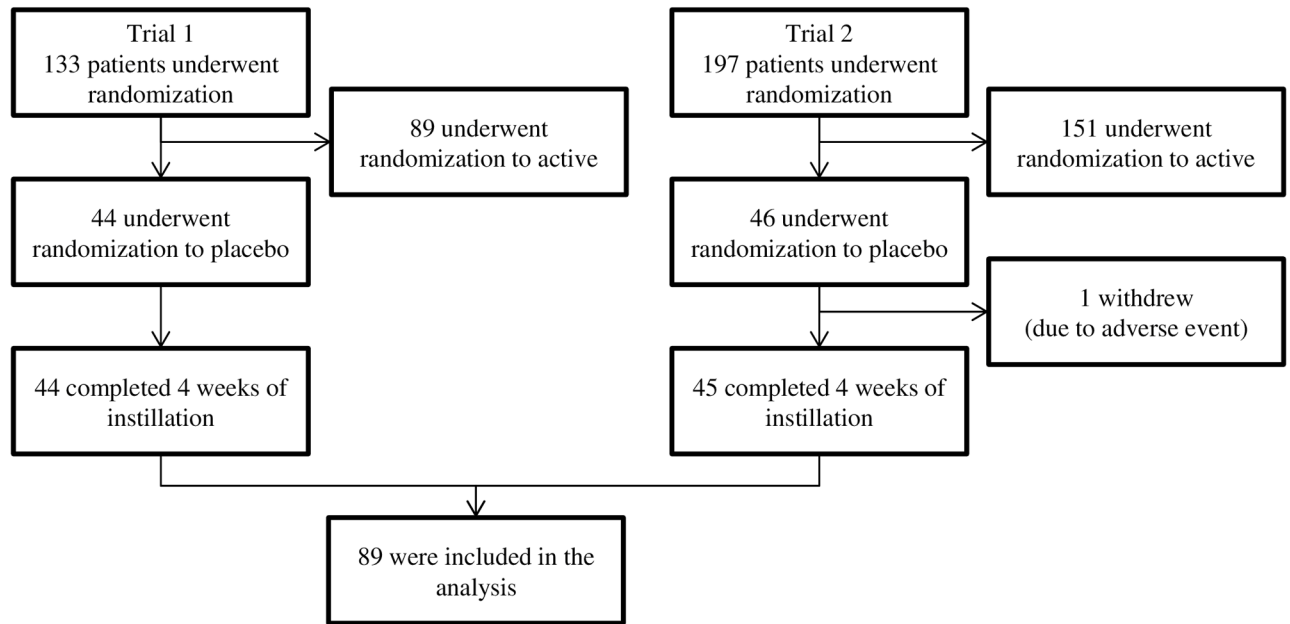 Trial 1
133 patients underwent
randomization
89 underwent
randomization to active
44 underwent
randomization to placebo
44 completed 4 weeks of
instillation
Trial 2
197 patients underwent
randomization
151 underwent
randomization to active
46 underwent
randomization to placebo
1 withdrew
(due to adverse event)
45 completed 4 weeks of
instillation
89 were included in the
analysis